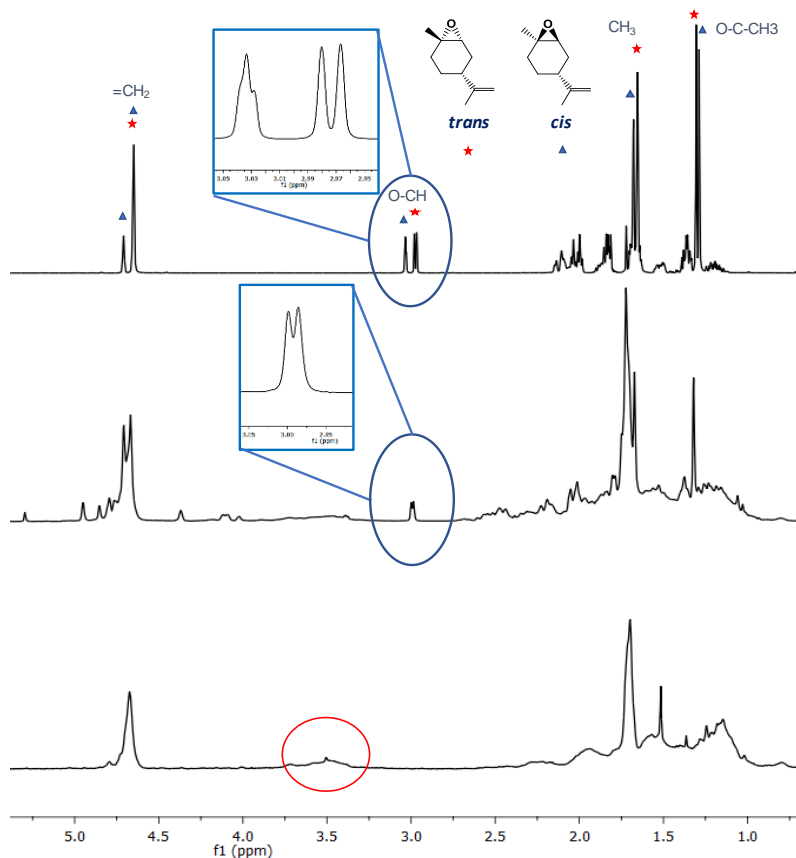 O
O
CH₃
O-C-CH3
=CH₂
trans
cis
3.05 3.03 3.01 2.99 2.97 2.95
f1 (ppm)
O-CH
3.05 3.00 2.95
f1 (ppm)
5.0 4.5 4.0 3.5 3.0 2.5 2.0 1.5 1.0
f1 (ppm)